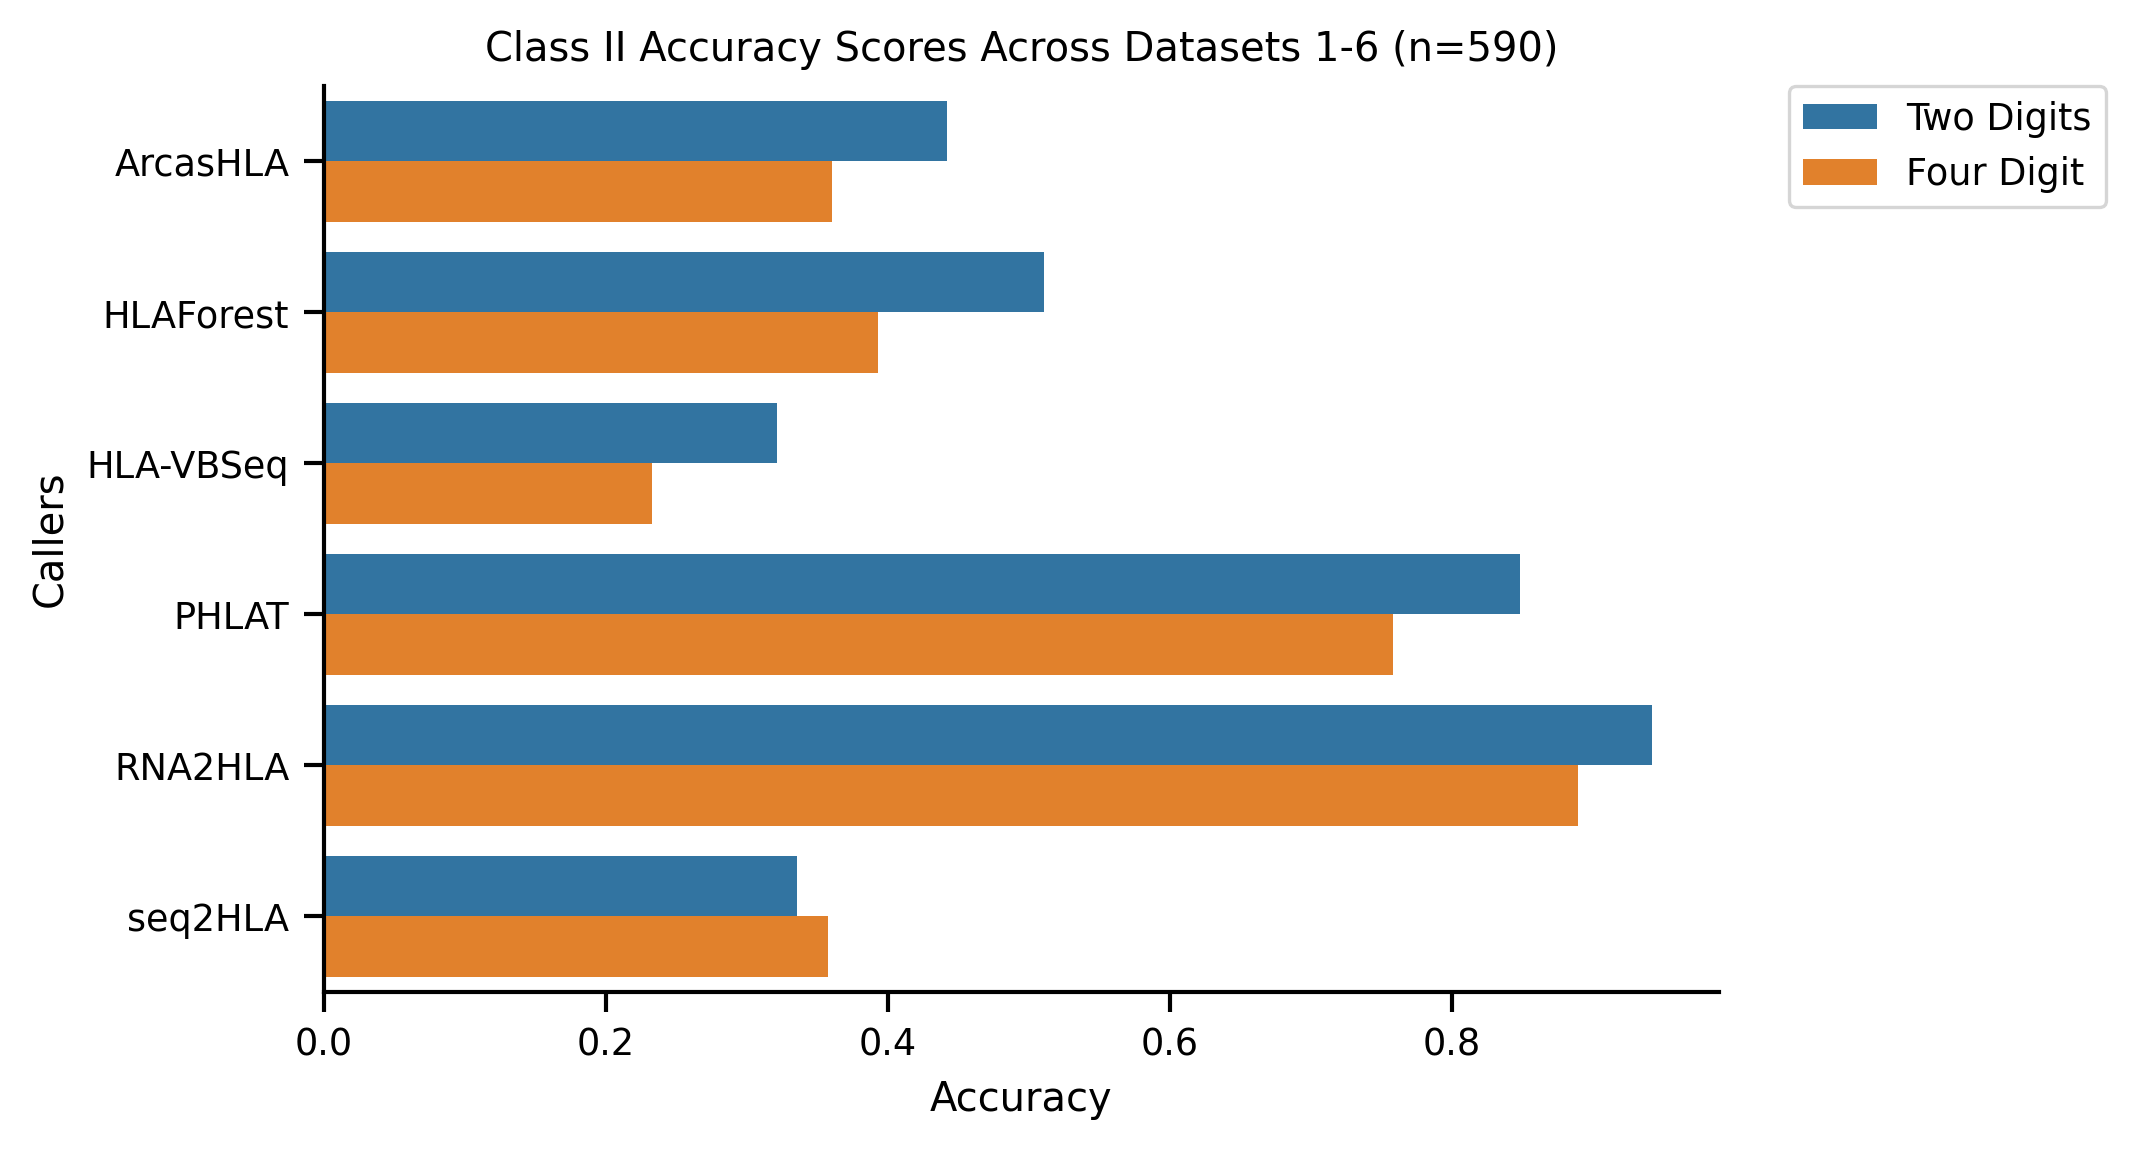 Class II Accuracy Scores Across Datasets 1-6 (n=590)
Two Digits
Four Digit
Callers
ArcasHLA
HLAForest
HLA-VBSeq
PHLAT
RNA2HLA
seq2HLA
0.0 0.2 0.4 0.6 0.8
Accuracy